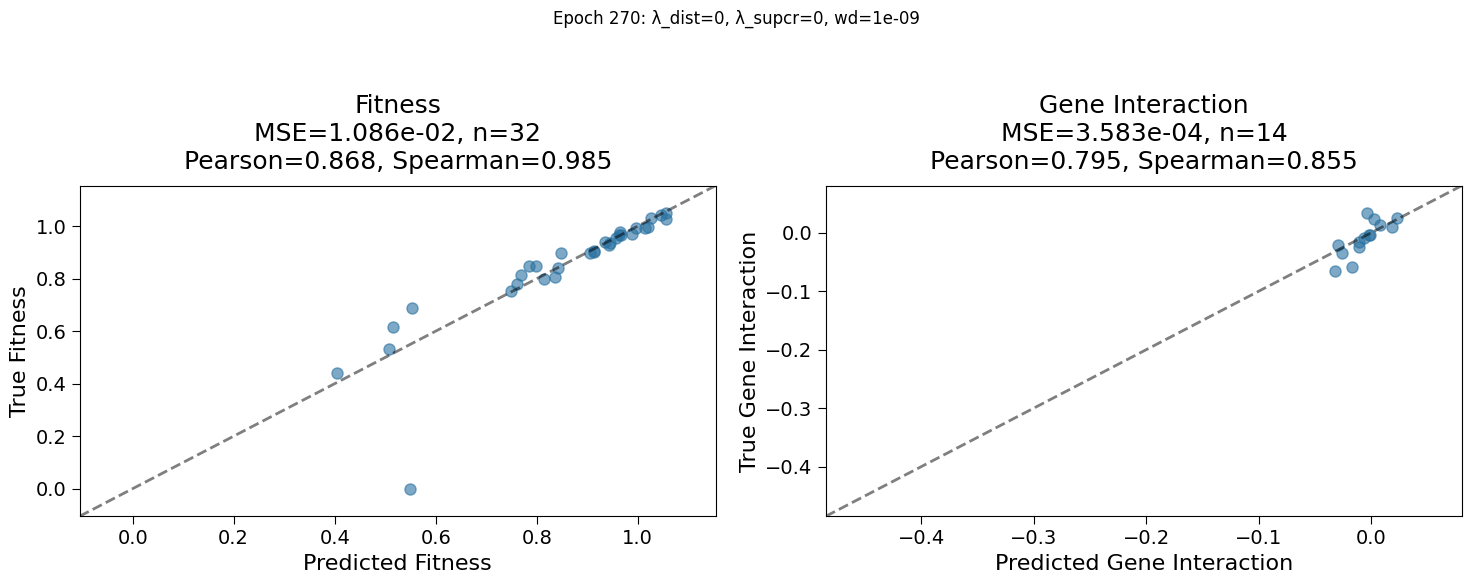 Epoch 270: λ_dist=0, λ_supcr=0, wd=1e-09
Fitness
MSE=1.086e-02, n=32
Pearson=0.868, Spearman=0.985
True Fitness
1.0
0.8
0.6
0.4
0.2
0.0
0.0 0.2 0.4 0.6 0.8 1.0
Predicted Fitness
Gene Interaction
MSE=3.583e-04, n=14
Pearson=0.795, Spearman=0.855
True Gene Interaction
0.0
−0.1
−0.2
−0.3
−0.4
−0.4 −0.3 −0.2 −0.1 0.0
Predicted Gene Interaction